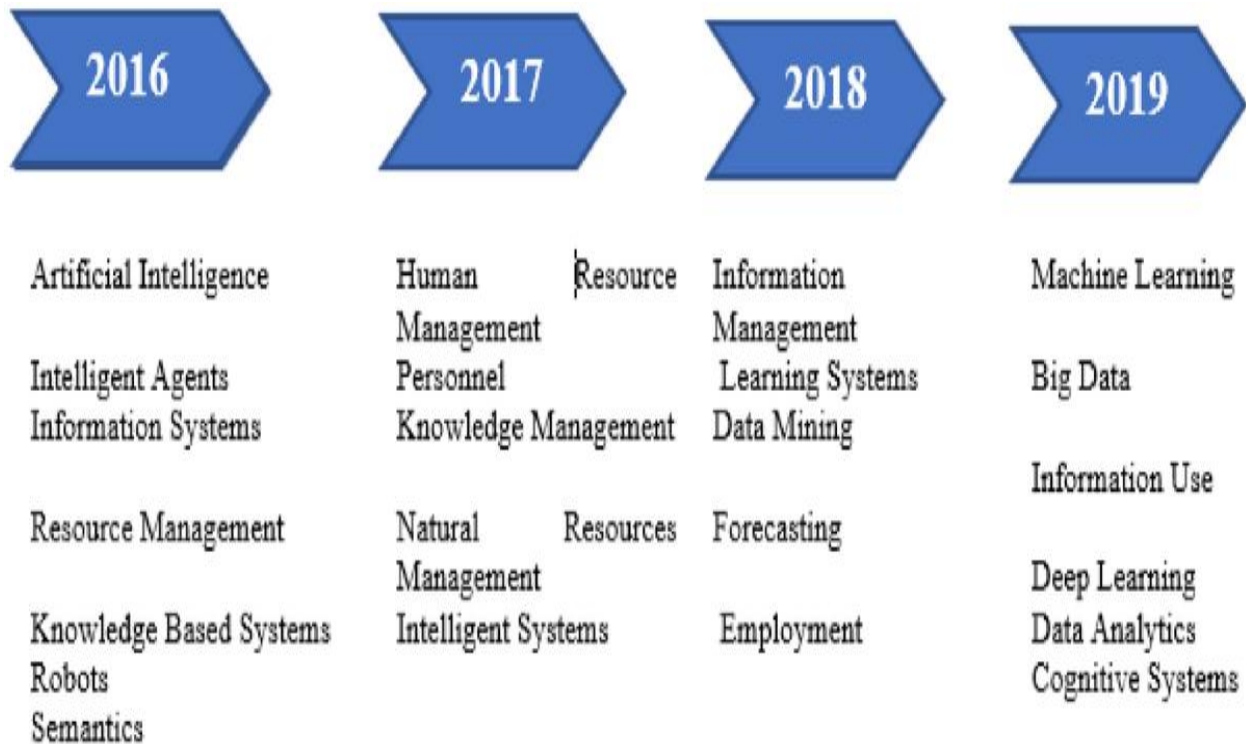 2016
2017
2018
2019
Artificial Intelligence
Intelligent Agents
Information Systems
Resource Management
Knowledge Based Systems
Robots
Semantics
Human Resource
Management
Personnel
Knowledge Management
Natural Resources
Management
Intelligent Systems
Information
Management
Learning Systems
Data Mining
Forecasting
Employment
Machine Learning
Big Data
Information Use
Deep Learning
Data Analytics
Cognitive Systems